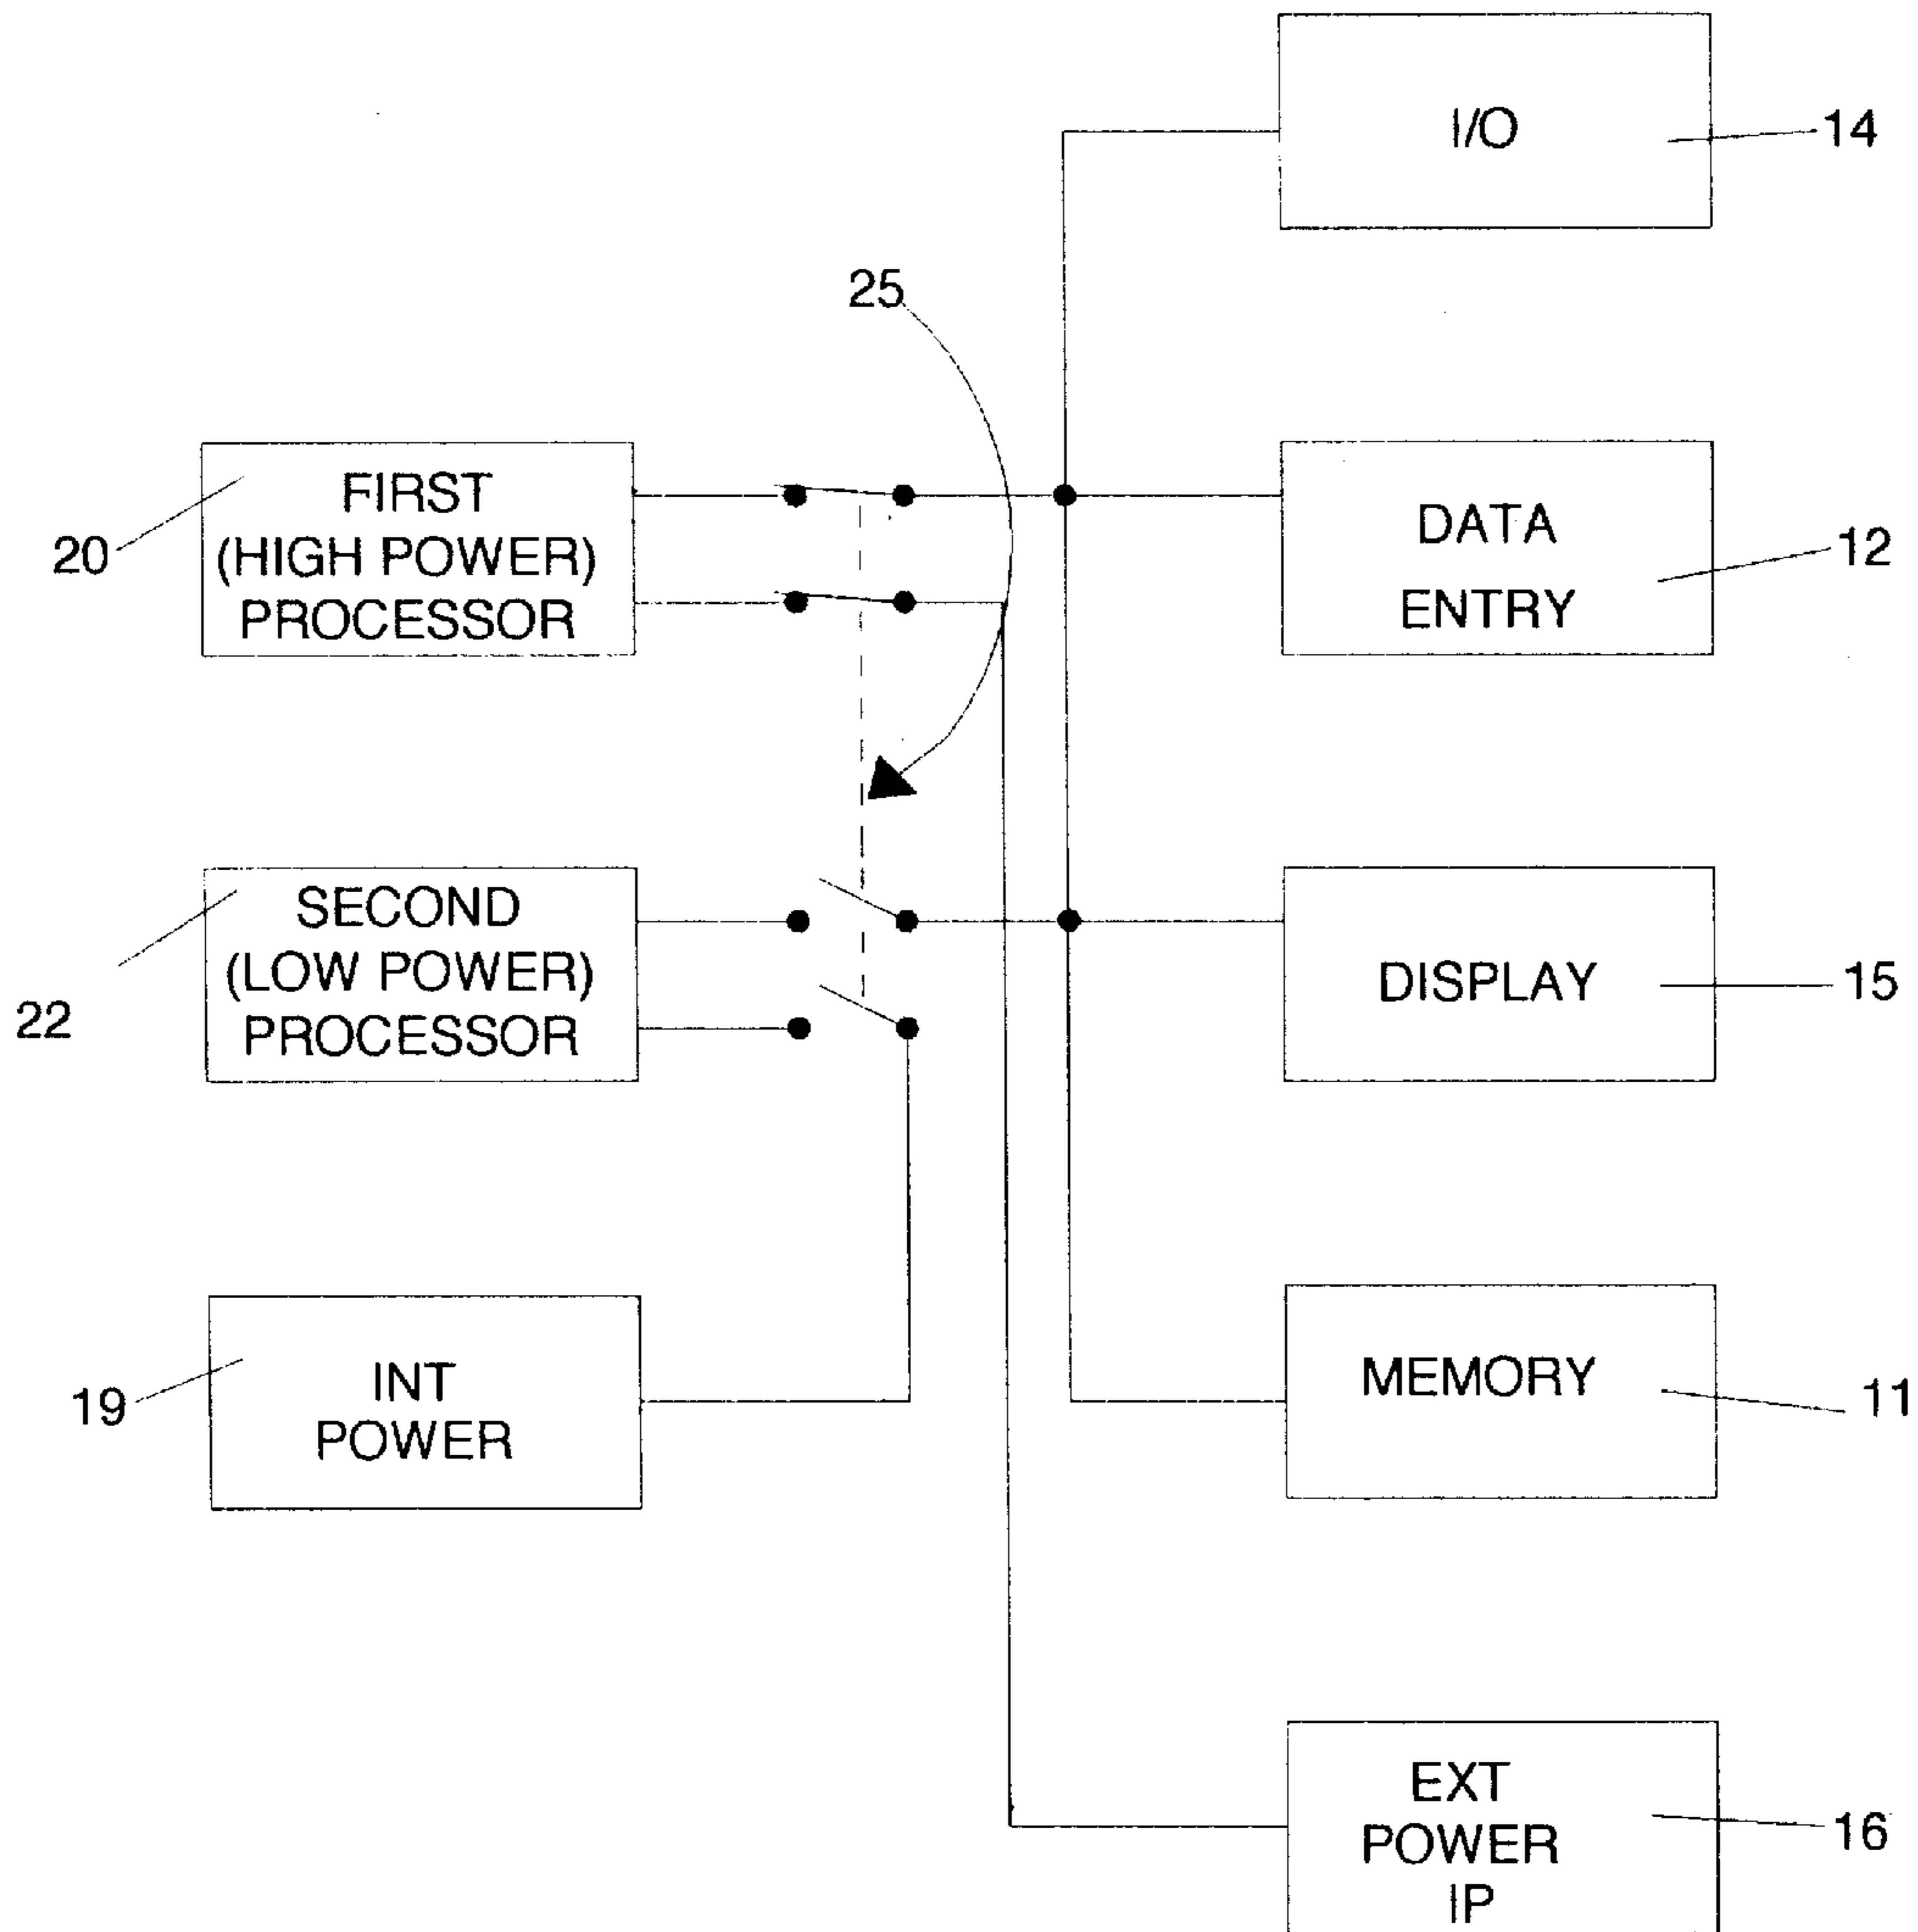 I/O
14
25
FIRST
(HIGH POWER)
PROCESSOR
20
DATA
ENTRY
12
SECOND
(LOW POWER)
PROCESSOR
22
DISPLAY
15
INT
POWER
19
MEMORY
11
EXT
POWER
IP
16